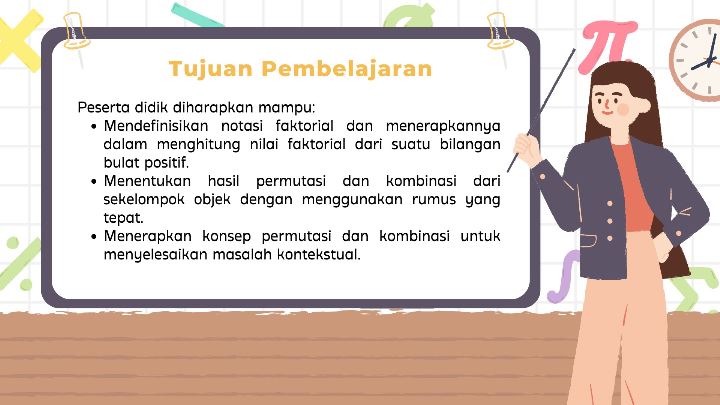 Tujuan Pembelajaran
Peserta didik diharapkan mampu:
• Mendefinisikan notasi faktorial dan menerapkannya
dalam menghitung nilai faktorial dari suatu bilangan
bulat positif.
• Menentukan hasil permutasi dan kombinasi dari
sekelompok objek dengan menggunakan rumus yang
tepat.
• Menerapkan konsep permutasi dan kombinasi untuk
menyelesaikan masalah kontekstual.